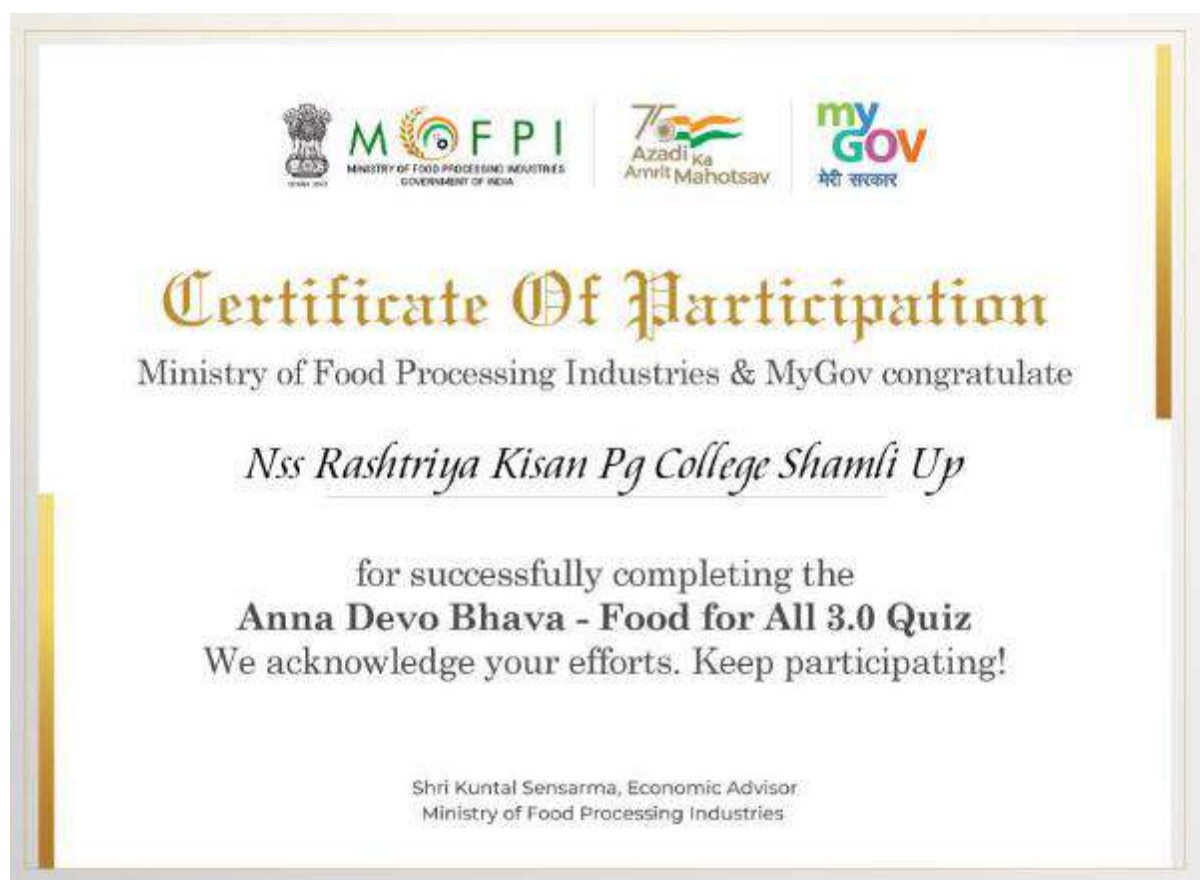 MOFPI
MINISTRY OF FOOD PROCESSING INDUSTRIES
GOVERNMENT OF INDIA
75
Azadi Ka
Amrit Mahotsav
my
GOV
मेरी सरकार
Certificate Of Participation
Ministry of Food Processing Industries & MyGov congratulate
Nss Rashtriya Kisan Pg College Shamli Up
for successfully completing the
Anna Devo Bhava - Food for All 3.0 Quiz
We acknowledge your efforts. Keep participating!
Shri Kuntal Sensarma, Economic Advisor
Ministry of Food Processing Industries